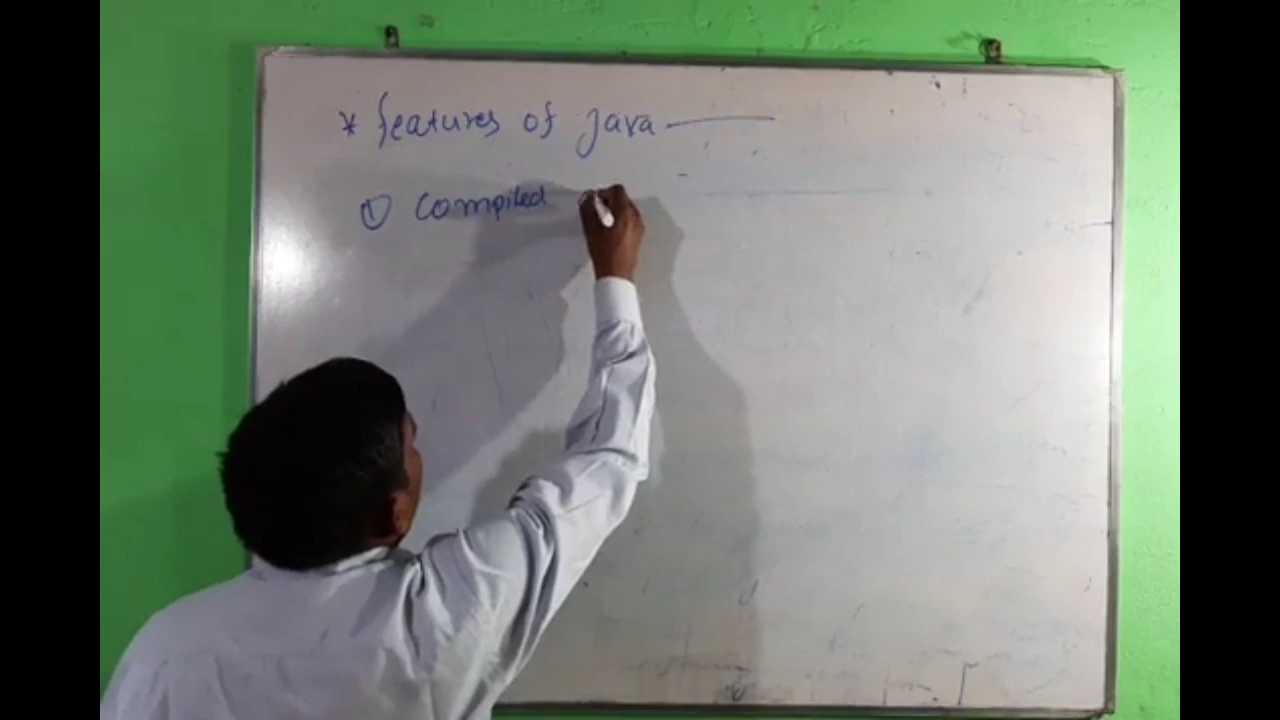 * features of java
① Compiled